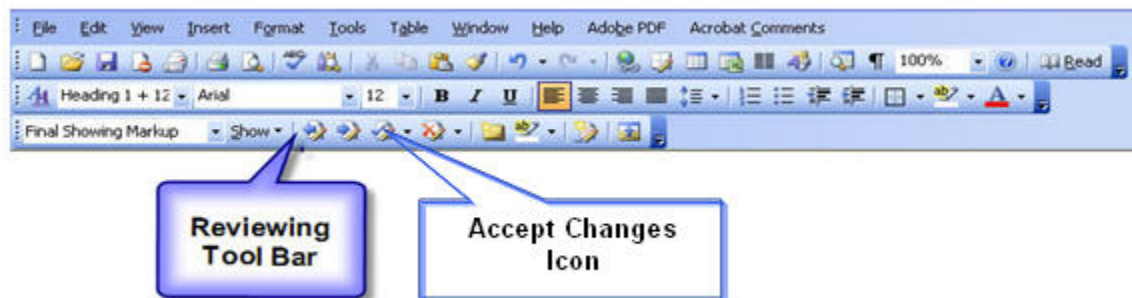 File Edit View Insert Format Tools Table Window Help Adobe PDF Acrobat Comments
100% Read
Heading 1 + 12 Arial 12 B I U A
Final Showing Markup Show
Reviewing
Tool Bar
Accept Changes
Icon